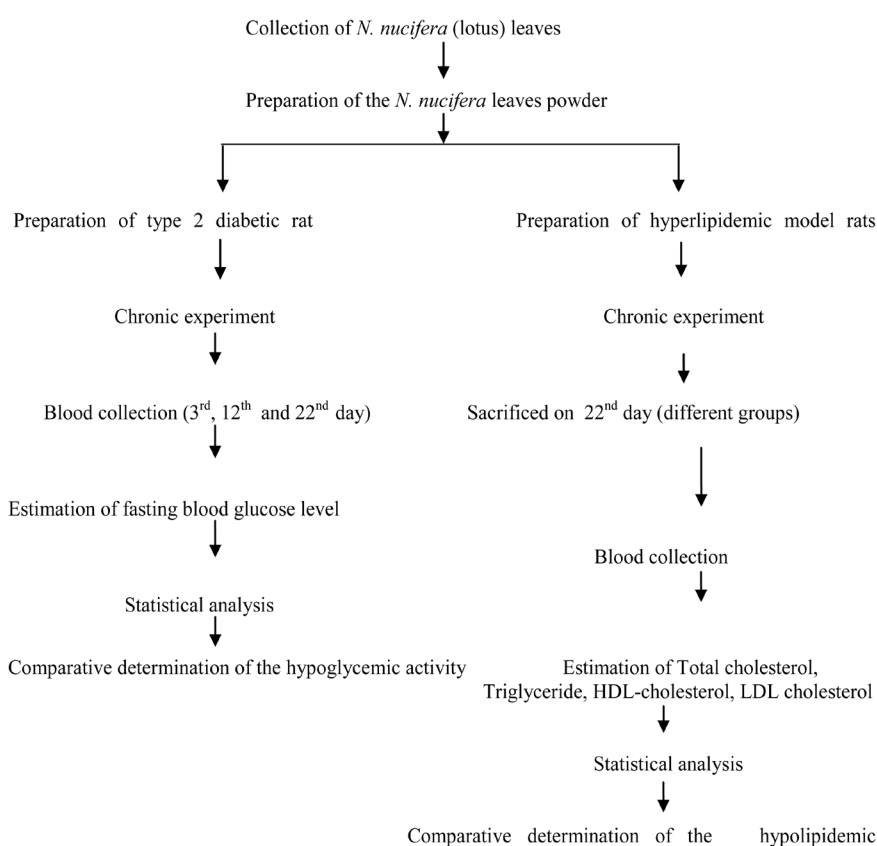 Collection of N. nucifera (lotus) leaves
Preparation of the N. nucifera leaves powder
Preparation of type 2 diabetic rat
Preparation of hyperlipidemic model rats
Chronic experiment
Chronic experiment
Blood collection (3rd, 12th and 22nd day)
Sacrificed on 22nd day (different groups)
Estimation of fasting blood glucose level
Blood collection
Statistical analysis
Comparative determination of the hypoglycemic activity
Estimation of Total cholesterol,
Triglyceride, HDL-cholesterol, LDL cholesterol
Statistical analysis
Comparative determination of the hypolipidemic